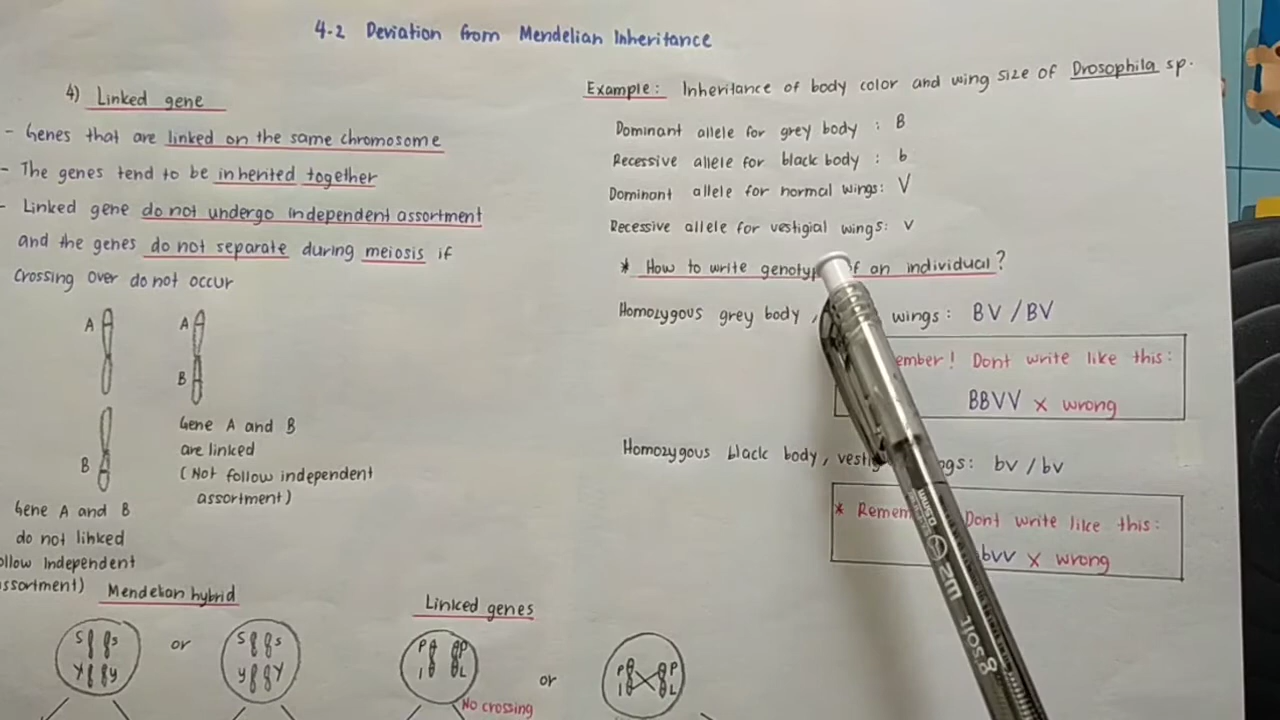 4-2 Deviation from Mendelian Inheritance
4) Linked gene
- Genes that are linked on the same chromosome
- The genes tend to be inherited together
- Linked gene do not undergo independent assortment
and the genes do not separate during meiosis if
crossing over do not occur
A
A
B
B
Gene A and B
are linked
(Not follow independent
assortment)
Gene A and B
do not linked
ollow Independent
ssortment)
Mendelian hybrid
Linked genes
S s
Y y
or
S s
y Y
P P
l L
No crossing
or
P P
l L
Example: Inheritance of body color and wing size of Drosophila sp.
Dominant allele for grey body : B
Recessive allele for black body : b
Dominant allele for normal wings: V
Recessive allele for vestigial wings: v
* How to write genotyp of an individual?
Homozygous grey body, wings: BV / BV
ember! Dont write like this:
BBVV x wrong
Homozygous black body, vestig ngs: bv / bv
* Remem Dont write like this:
bvv x wrong